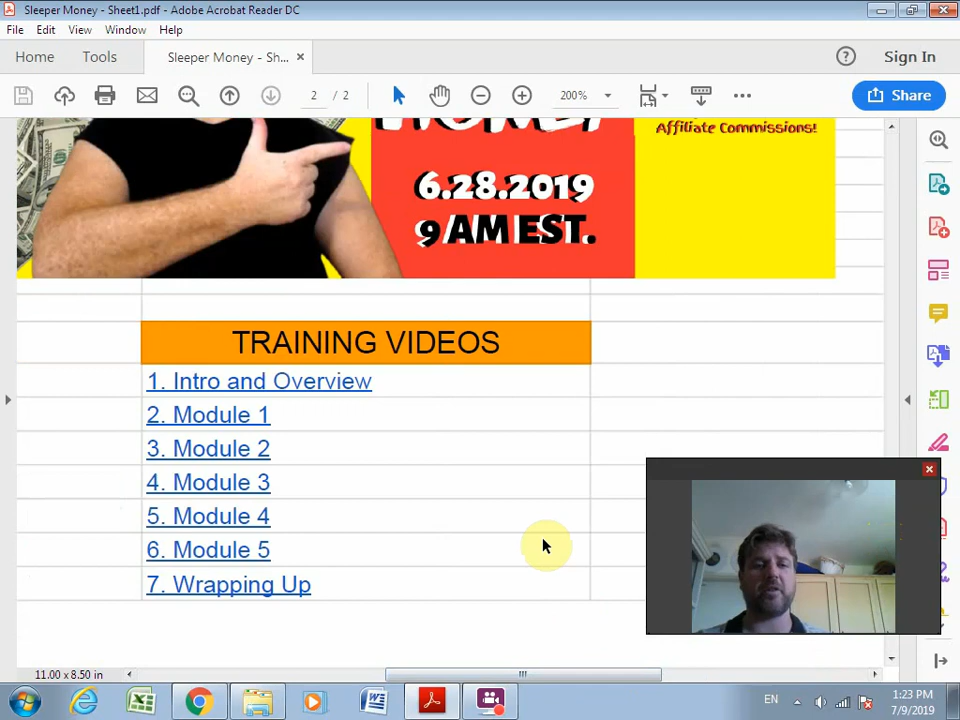 Sleeper Money - Sheet1.pdf - Adobe Acrobat Reader DC
File Edit View Window Help
Home Tools Sleeper Money - Sh... × ? Sign In
2 / 2 200% Share
Affiliate Commissions!
6.28.2019
9 AM EST.
TRAINING VIDEOS
1. Intro and Overview
2. Module 1
3. Module 2
4. Module 3
5. Module 4
6. Module 5
7. Wrapping Up
11.00 x 8.50 in
EN
1:23 PM
7/9/2019